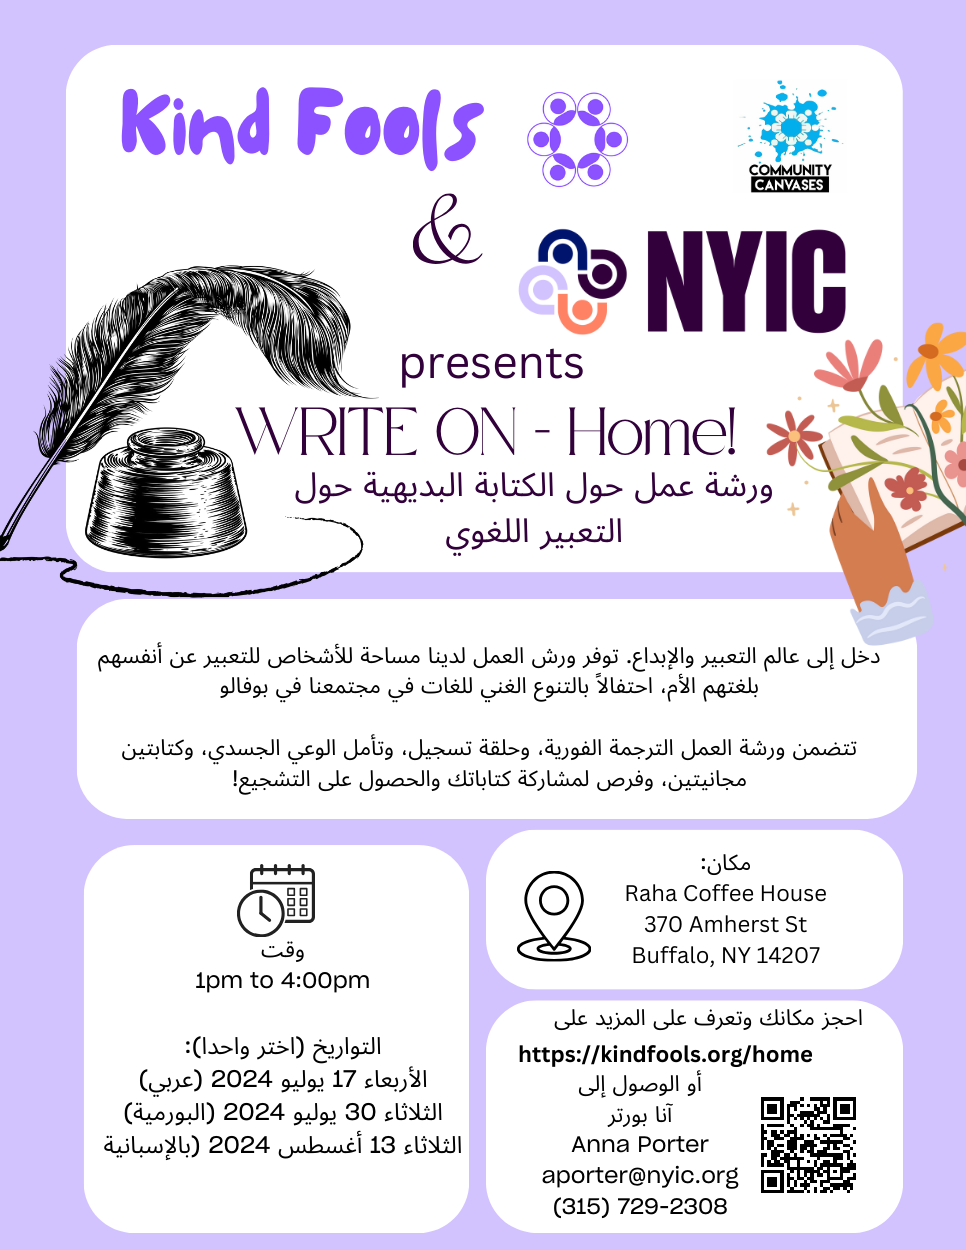 Kind Fools
COMMUNITY
CANVASES
&
NYIC
presents
WRITE ON - Home!
ورشة عمل حول الكتابة البديهية حول
التعبير اللغوي
دخل إلى عالم التعبير والإبداع. توفر ورش العمل لدينا مساحة للأشخاص للتعبير عن أنفسهم
بلغتهم الأم، احتفالاً بالتنوع الغني للغات في مجتمعنا في بوفالو
تتضمن ورشة العمل الترجمة الفورية، وحلقة تسجيل، وتأمل الوعي الجسدي، وكتابتين
مجانيتين، وفرص لمشاركة كتاباتك والحصول على التشجيع!
وقت
1pm to 4:00pm
التواريخ (اختر واحدا):
الأربعاء 17 يوليو 2024 (عربي)
الثلاثاء 30 يوليو 2024 (البورمية)
الثلاثاء 13 أغسطس 2024 (بالإسبانية
مكان:
Raha Coffee House
370 Amherst St
Buffalo, NY 14207
احجز مكانك وتعرف على المزيد على
https://kindfools.org/home
أو الوصول إلى
آنا بورتر
Anna Porter
aporter@nyic.org
(315) 729-2308